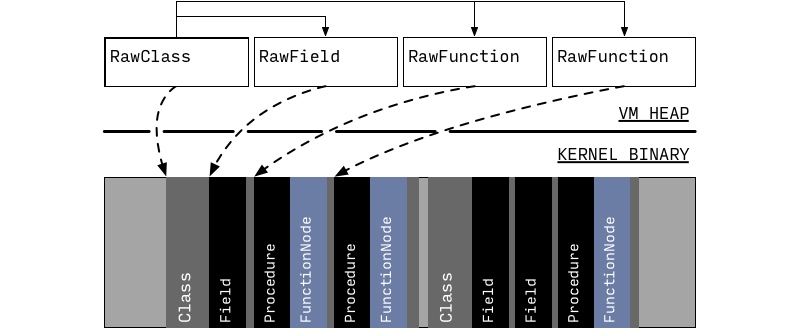 RawClass
RawField
RawFunction
RawFunction
VM HEAP
KERNEL BINARY
Class
Field
Procedure
FunctionNode
Procedure
FunctionNode
Class
Field
Field
Procedure
FunctionNode